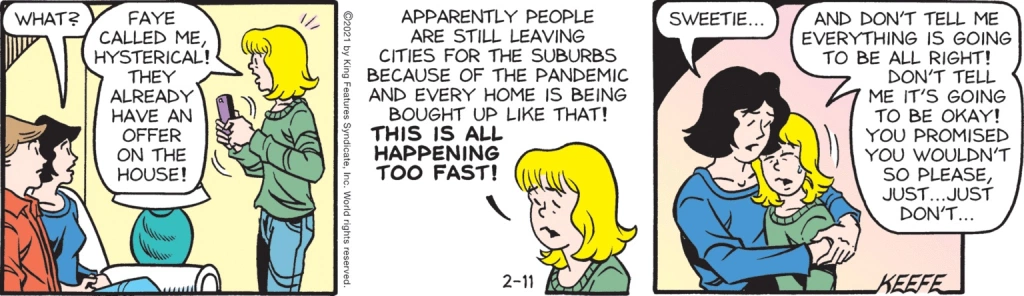 WHAT?
FAYE
CALLED ME,
HYSTERICAL!
THEY
ALREADY
HAVE AN
OFFER
ON THE
HOUSE!
©2021 by King Features Syndicate, Inc. World rights reserved.
APPARENTLY PEOPLE
ARE STILL LEAVING
CITIES FOR THE SUBURBS
BECAUSE OF THE PANDEMIC
AND EVERY HOME IS BEING
BOUGHT UP LIKE THAT!
THIS IS ALL
HAPPENING
TOO FAST!
2-11
SWEETIE...
AND DON'T TELL ME
EVERYTHING IS GOING
TO BE ALL RIGHT!
DON'T TELL
ME IT'S GOING
TO BE OKAY!
YOU PROMISED
YOU WOULDN'T
SO PLEASE,
JUST...JUST
DON'T...
KEEFE